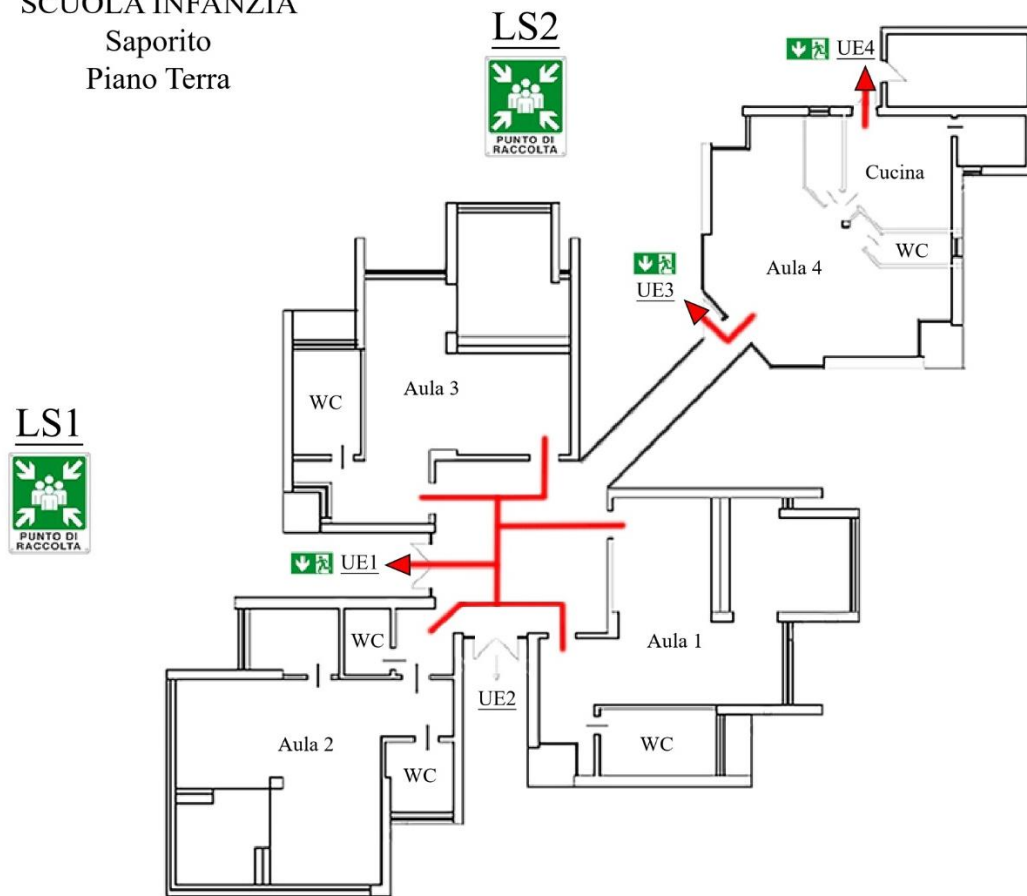 SCUOLA INFANZIA
Saporito
Piano Terra
LS2
PUNTO DI
RACCOLTA
UE4
Cucina
WC
Aula 4
UE3
Aula 3
WC
LS1
PUNTO DI
RACCOLTA
UE1
WC
Aula 1
UE2
Aula 2
WC
WC